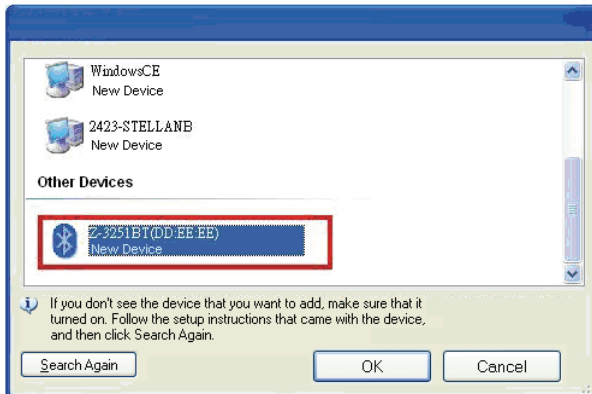 WindowsCE
New Device
2423-STELLANB
New Device
Other Devices
Z-3251BT(DD:EE:EE)
New Device
If you don't see the device that you want to add, make sure that it
turned on. Follow the setup instructions that came with the device,
and then click Search Again.
Search Again
OK
Cancel